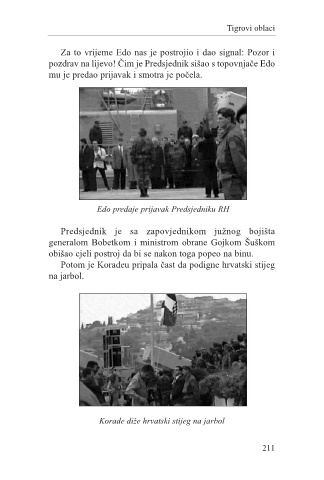 Tigrovi oblaci
Za to vrijeme Edo nas je postrojio i dao signal: Pozor i
pozdrav na lijevo! Čim je Predsjednik sišao s topovnjače Edo
mu je predao prijavak i smotra je počela.
Edo predaje prijavak Predsjedniku RH
Predsjednik je sa zapovjednikom južnog bojišta
generalom Bobetkom i ministrom obrane Gojkom Šuškom
obišao cjeli postroj da bi se nakon toga popeo na binu.
Potom je Koradeu pripala čast da podigne hrvatski stijeg
na jarbol.
Korade diže hrvatski stijeg na jarbol
211